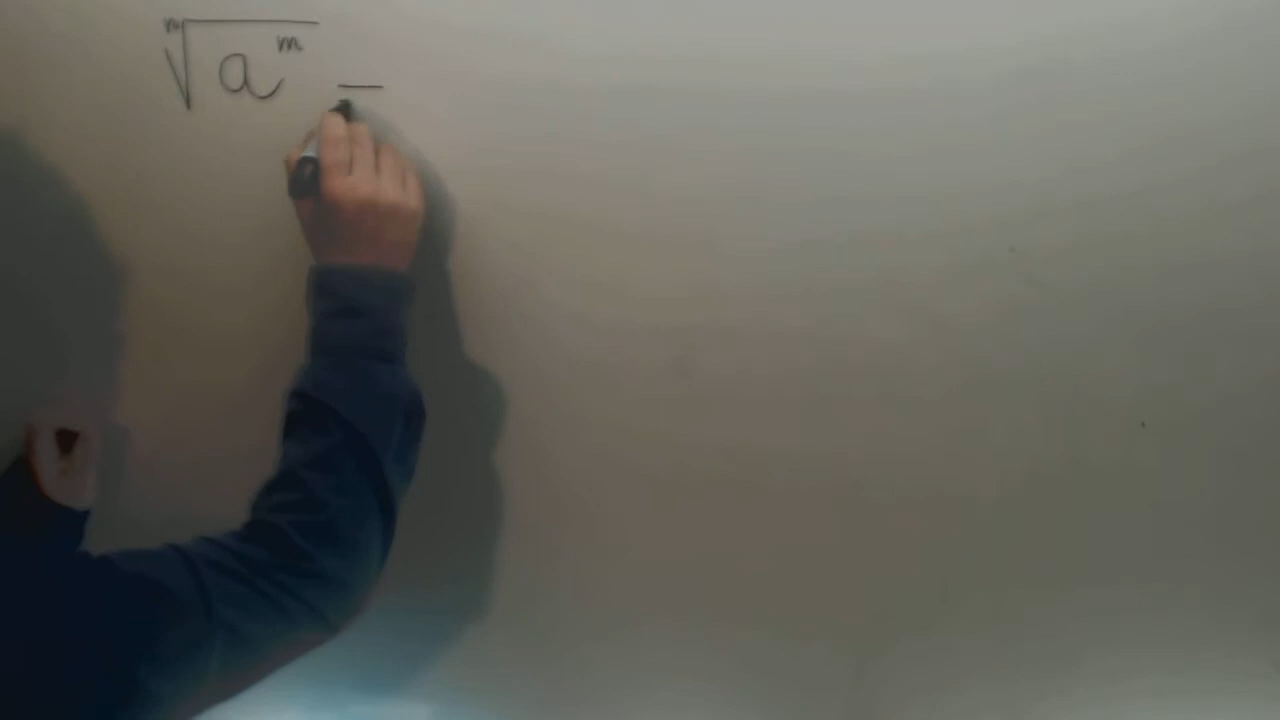 ⁿ√aᵐ =